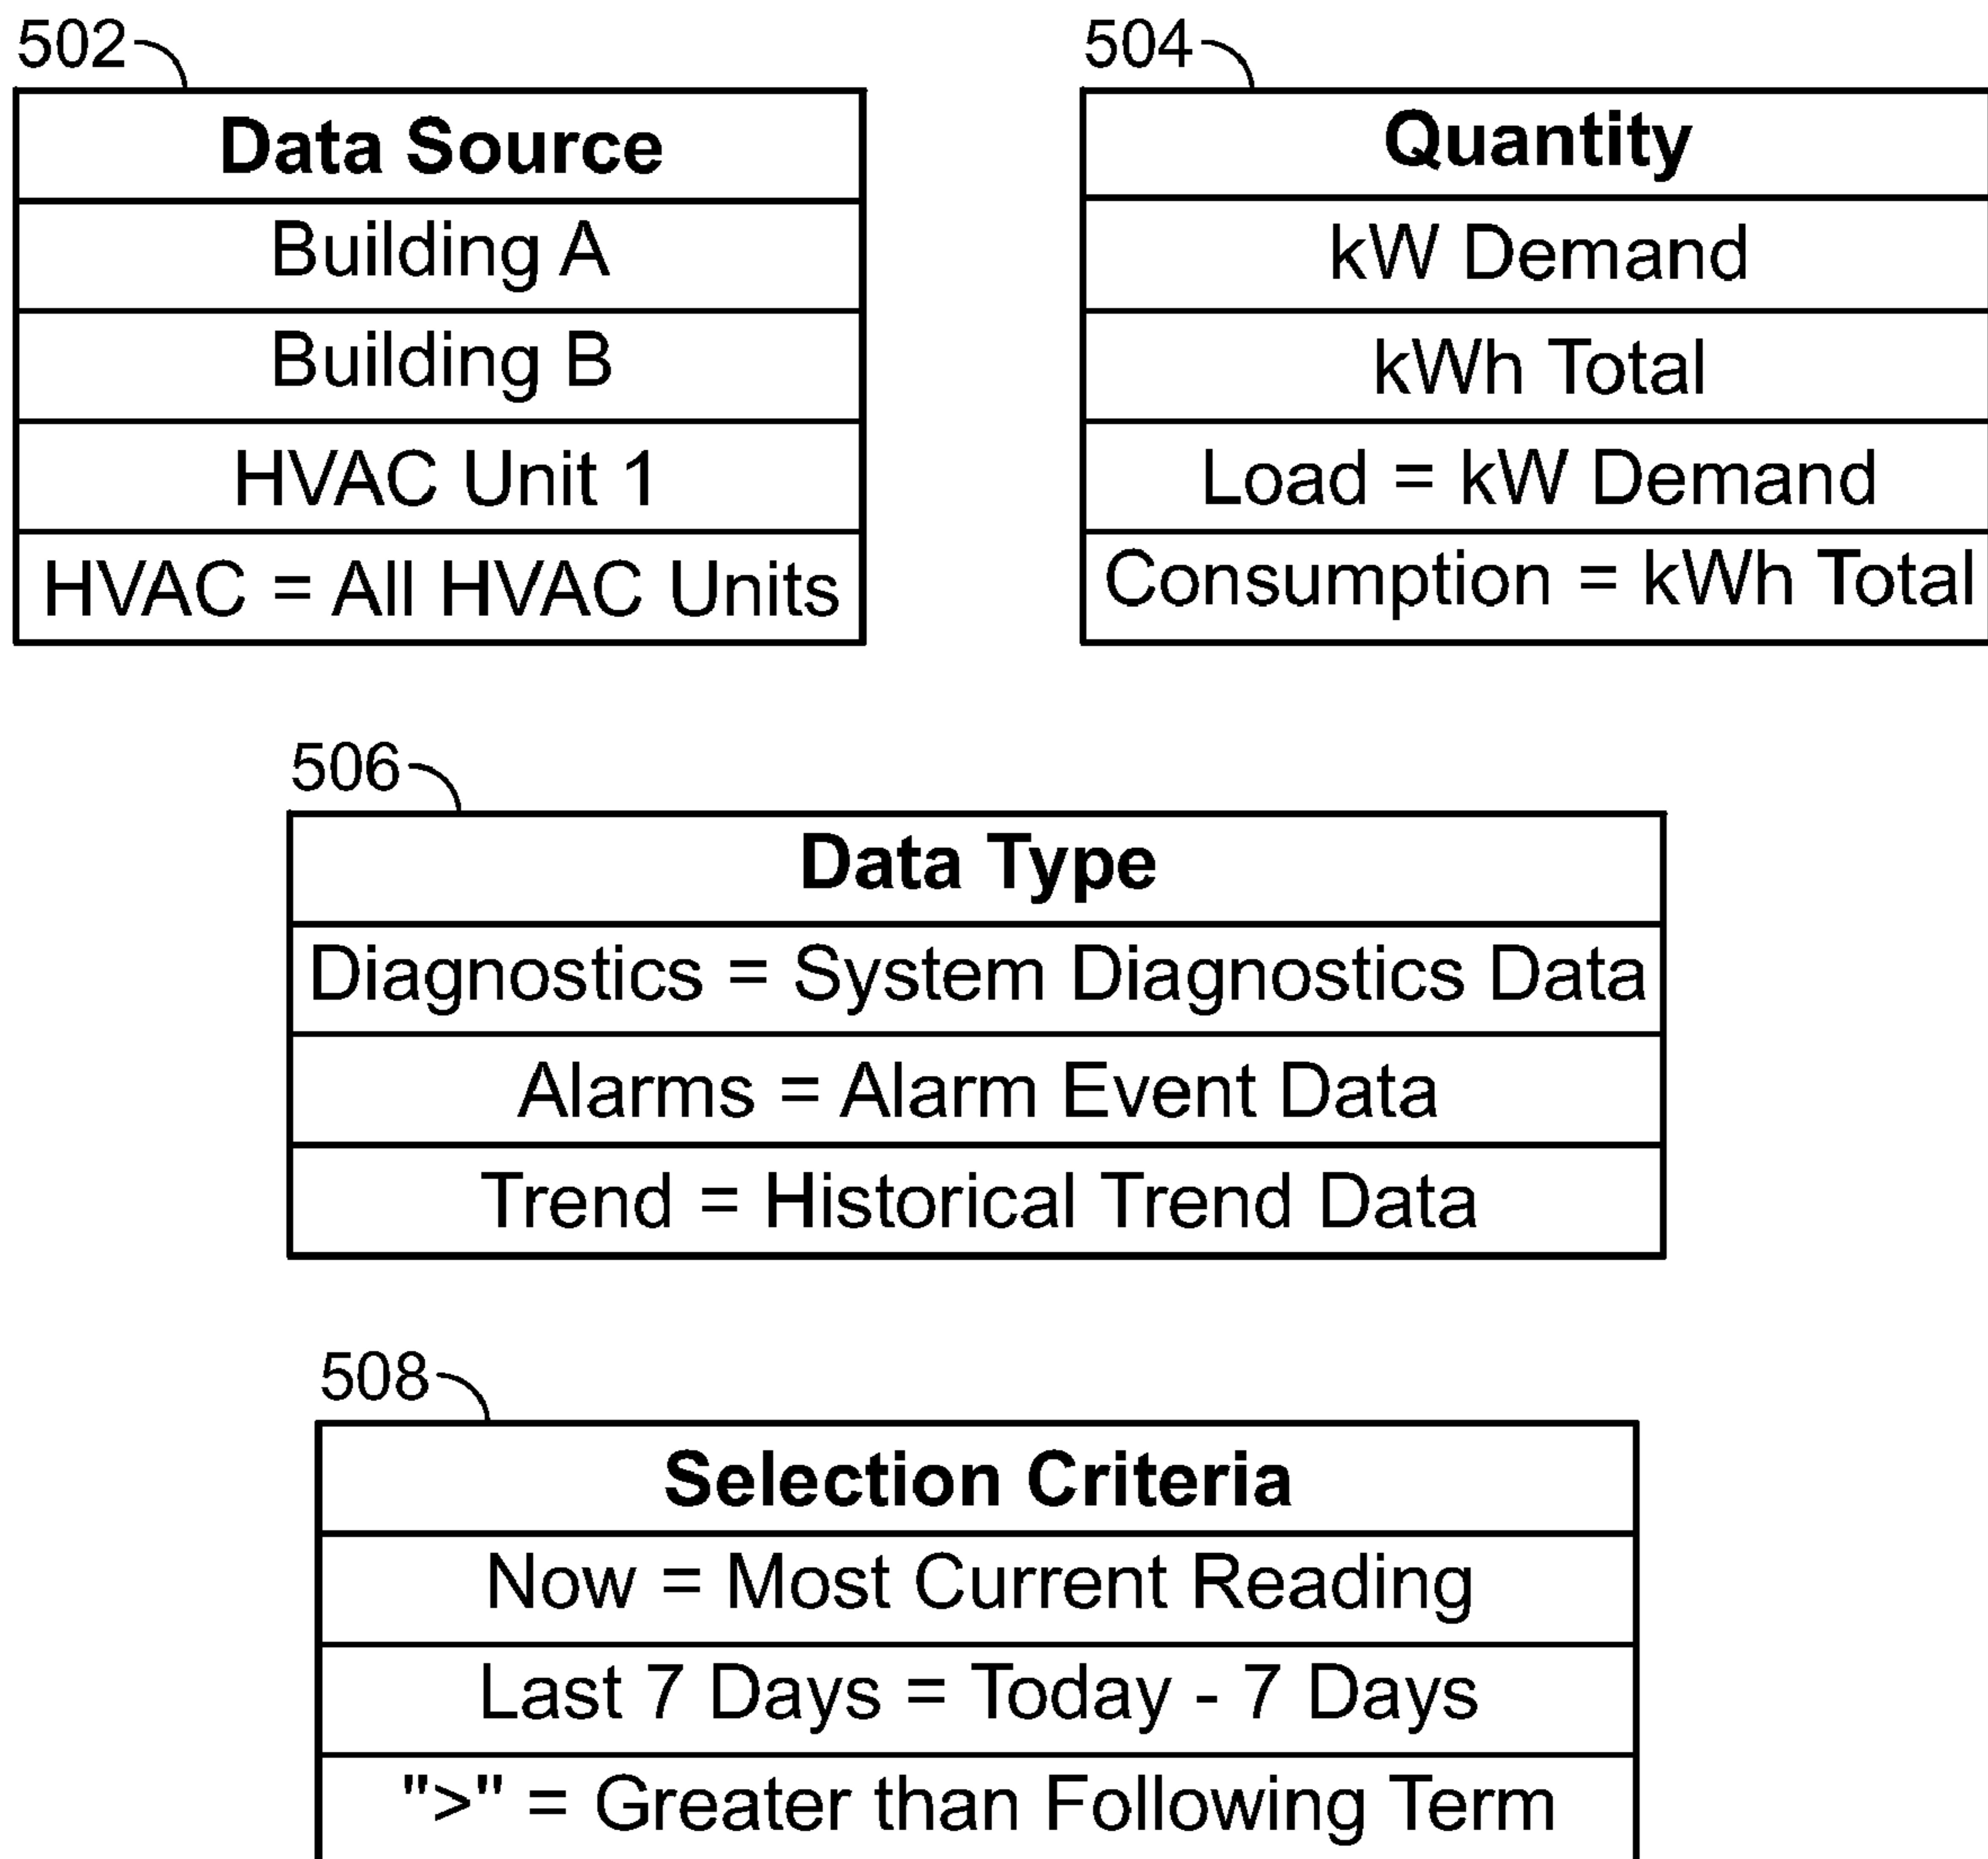 502
Data Source
Building A
Building B
HVAC Unit 1
HVAC = All HVAC Units
504
Quantity
kW Demand
kWh Total
Load = kW Demand
Consumption = kWh Total
506
Data Type
Diagnostics = System Diagnostics Data
Alarms = Alarm Event Data
Trend = Historical Trend Data
508
Selection Criteria
Now = Most Current Reading
Last 7 Days = Today - 7 Days
">" = Greater than Following Term